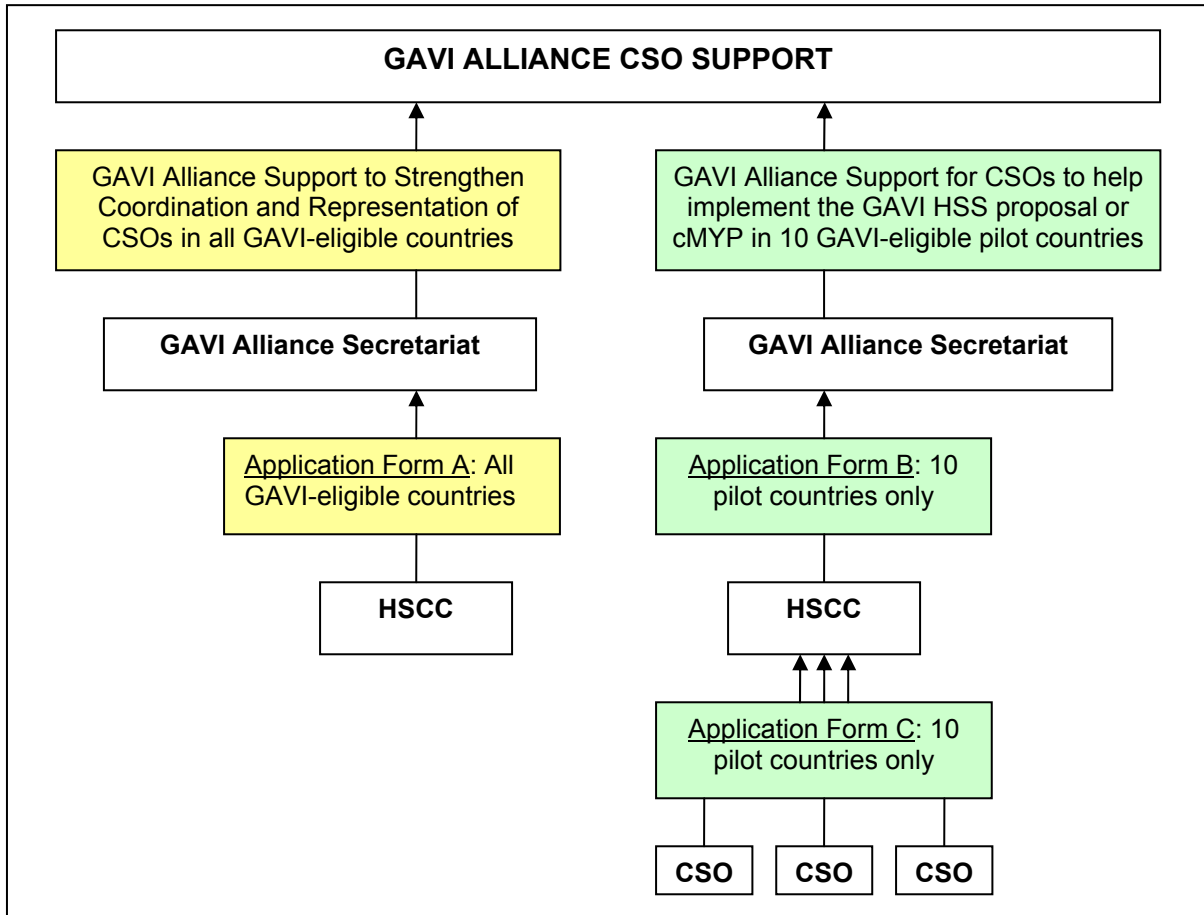 GAVI ALLIANCE CSO SUPPORT
GAVI Alliance Support to Strengthen
Coordination and Representation of
CSOs in all GAVI-eligible countries
GAVI Alliance Support for CSOs to help
implement the GAVI HSS proposal or
cMYP in 10 GAVI-eligible pilot countries
GAVI Alliance Secretariat
GAVI Alliance Secretariat
Application Form A: All
GAVI-eligible countries
Application Form B: 10
pilot countries only
HSCC
HSCC
Application Form C: 10
pilot countries only
CSO
CSO
CSO